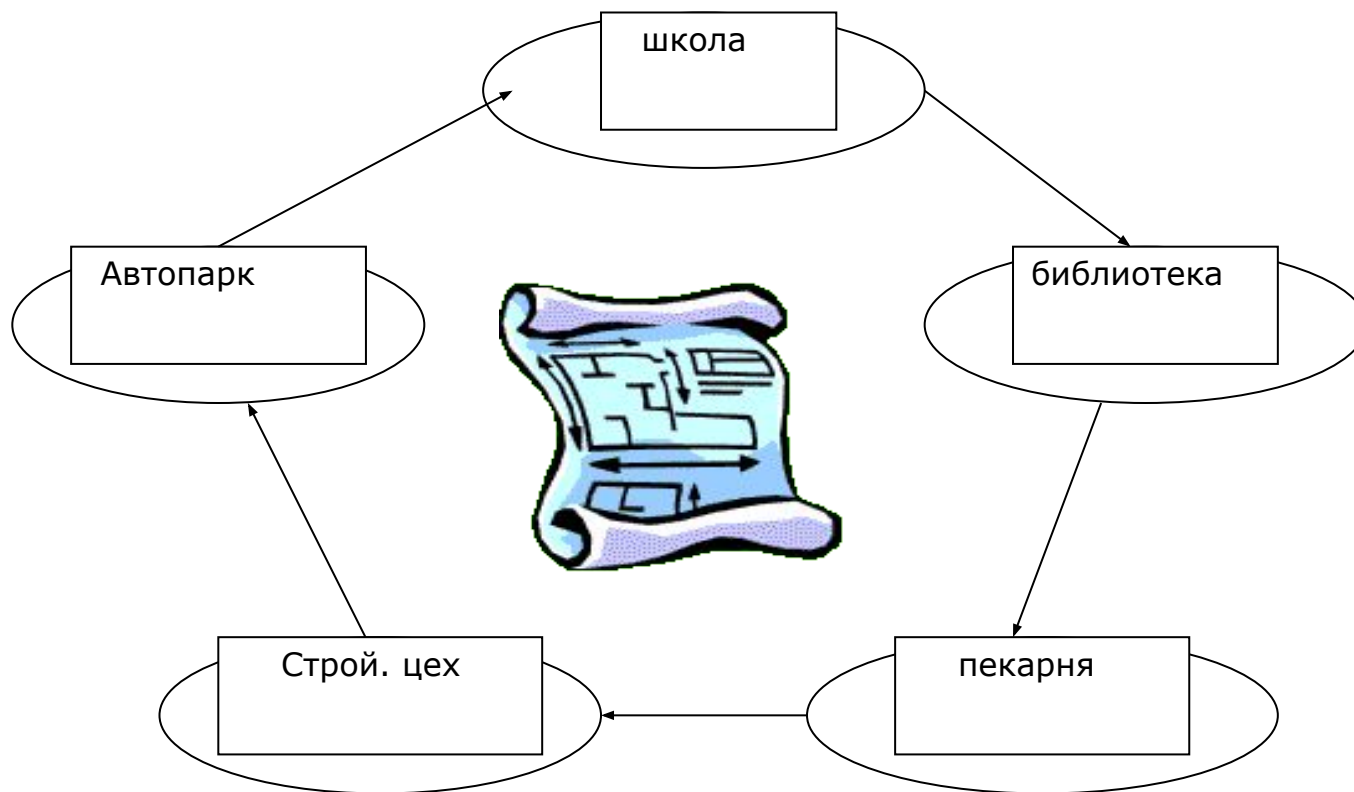 школа
Автопарк
библиотека
Строй. цех
пекарня